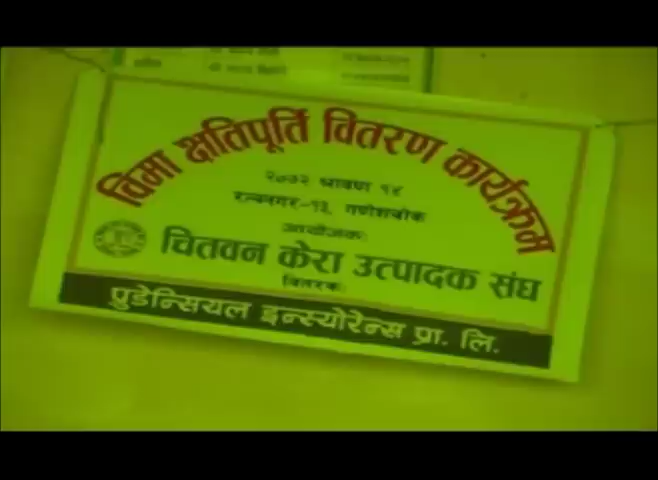 विमा क्षतिपूर्ति वितरण कार्यक्रम
२०७२ श्रावण १४
रत्ननगर-१३, गणेशचोक
आयोजकः
चितवन केरा उत्पादक संघ
वितरकः
प्रुडेन्सियल इन्स्योरेन्स प्रा. लि.